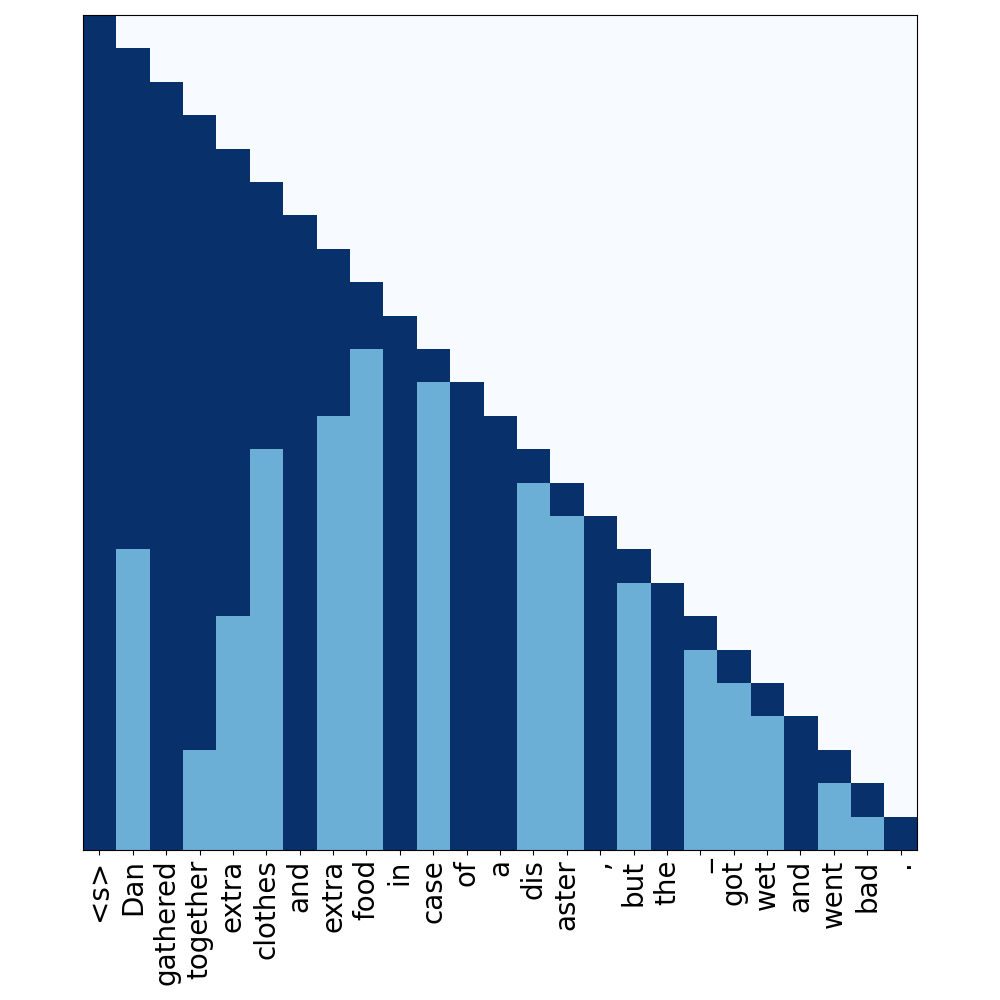 <s>
Dan
gathered
together
extra
clothes
and
extra
food
in
case
of
a
dis
aster
,
but
the
_
got
wet
and
went
bad
.